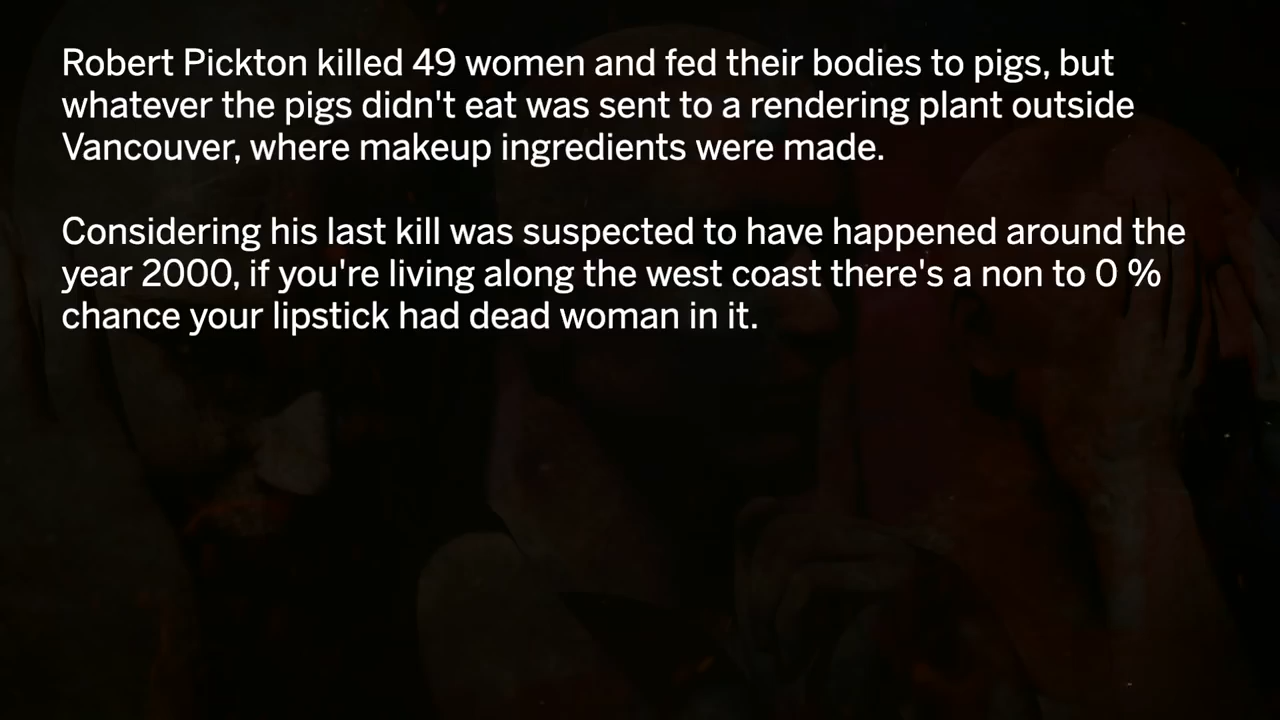 Robert Pickton killed 49 women and fed their bodies to pigs, but
whatever the pigs didn't eat was sent to a rendering plant outside
Vancouver, where makeup ingredients were made.
Considering his last kill was suspected to have happened around the
year 2000, if you're living along the west coast there's a non to 0 %
chance your lipstick had dead woman in it.